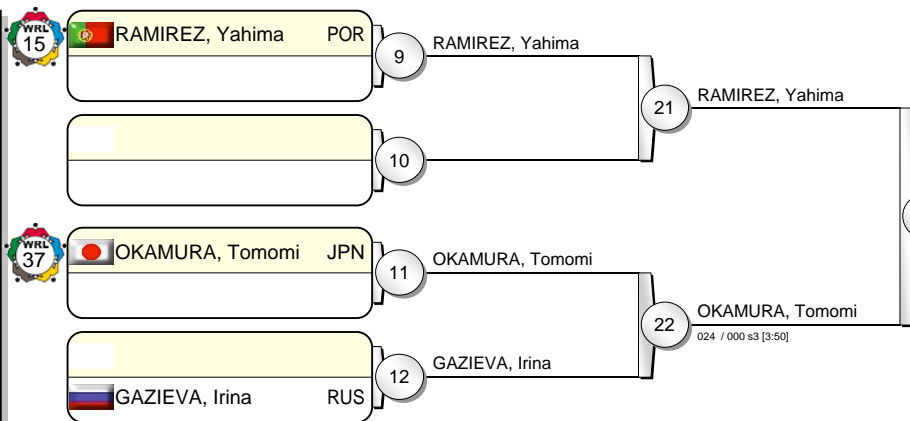 WRL
15
RAMIREZ, Yahima POR
9
RAMIREZ, Yahima
21
RAMIREZ, Yahima
10
WRL
37
OKAMURA, Tomomi JPN
11
OKAMURA, Tomomi
22
OKAMURA, Tomomi
024 / 000 s3 [3:50]
12
GAZIEVA, Irina
GAZIEVA, Irina RUS